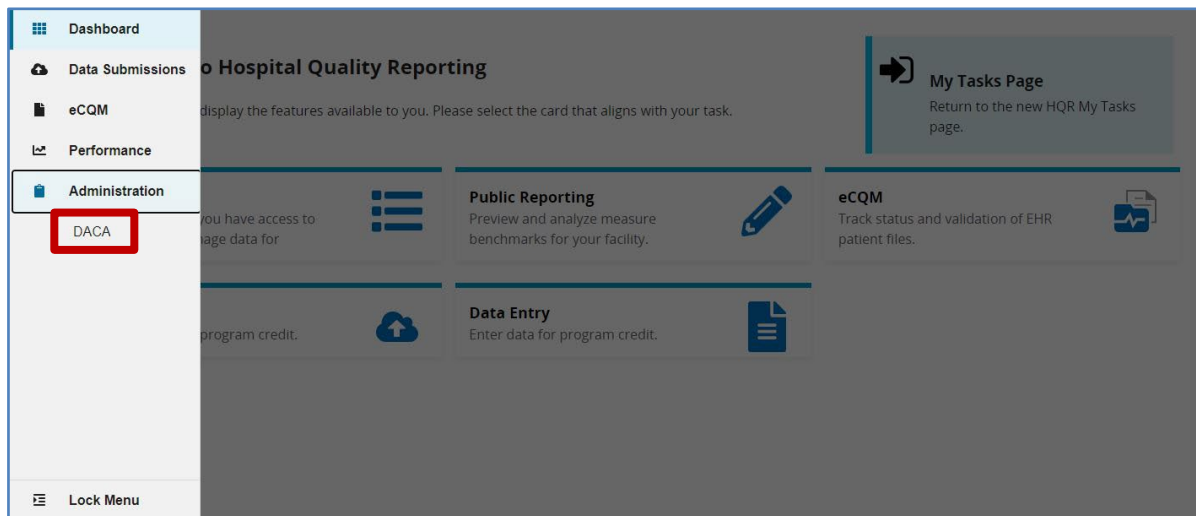 Dashboard
Data Submissions
eCQM
Performance
Administration
DACA
Lock Menu
o Hospital Quality Reporting
display the features available to you. Please select the card that aligns with your task.
My Tasks Page
Return to the new HQR My Tasks
page.
you have access to
age data for
Public Reporting
Preview and analyze measure
benchmarks for your facility.
eCQM
Track status and validation of EHR
patient files.
program credit.
Data Entry
Enter data for program credit.